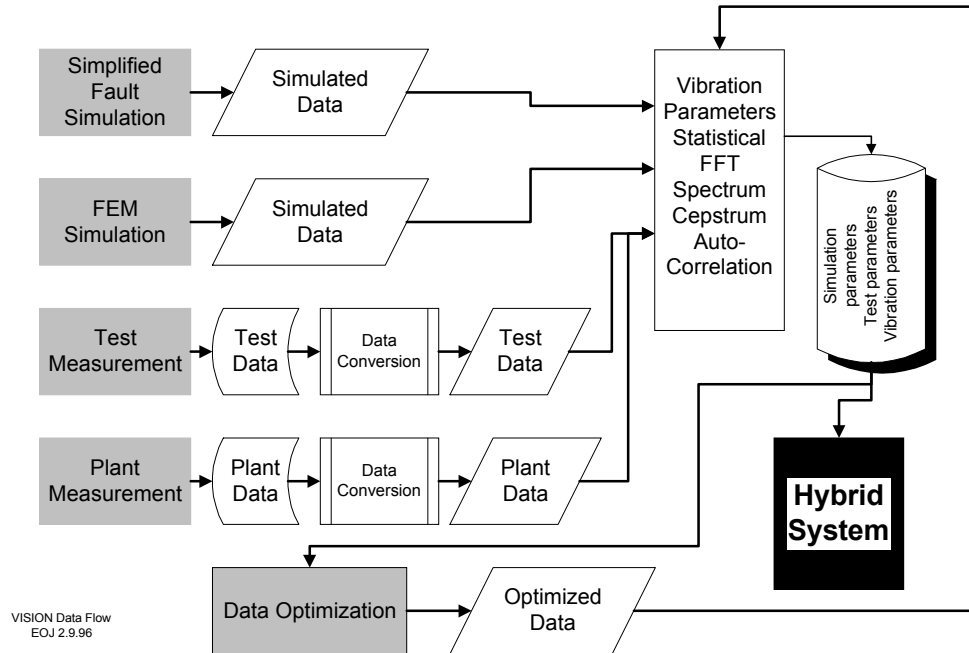 Simplified
Fault
Simulation
Simulated
Data
Vibration
Parameters
Statistical
FFT
Spectrum
Cepstrum
Auto-
Correlation
Simulation
parameters
Test parameters
Vibration parameters
FEM
Simulation
Simulated
Data
Test
Measurement
Test
Data
Data
Conversion
Test
Data
Plant
Measurement
Plant
Data
Data
Conversion
Plant
Data
Hybrid
System
Data Optimization
Optimized
Data
VISION Data Flow
EOJ 2.9.96